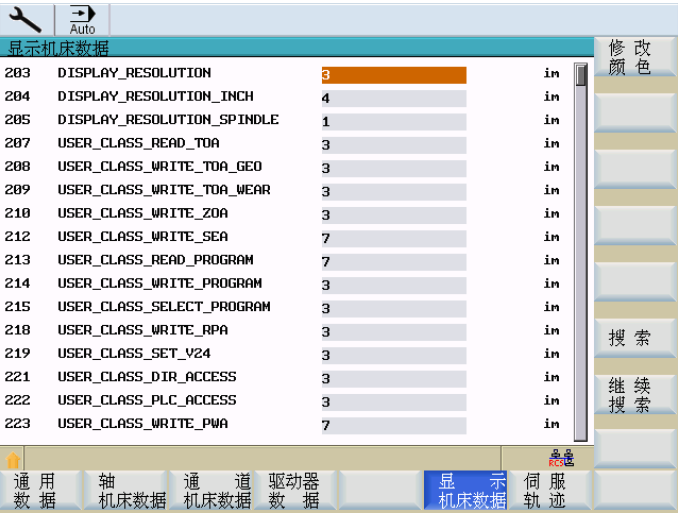 Auto
显示机床数据
修 改
颜 色
203 DISPLAY_RESOLUTION 3 im
204 DISPLAY_RESOLUTION_INCH 4 im
205 DISPLAY_RESOLUTION_SPINDLE 1 im
207 USER_CLASS_READ_TOA 3 im
208 USER_CLASS_WRITE_TOA_GEO 3 im
209 USER_CLASS_WRITE_TOA_WEAR 3 im
210 USER_CLASS_WRITE_ZOA 3 im
212 USER_CLASS_WRITE_SEA 7 im
213 USER_CLASS_READ_PROGRAM 7 im
214 USER_CLASS_WRITE_PROGRAM 3 im
215 USER_CLASS_SELECT_PROGRAM 3 im
218 USER_CLASS_WRITE_RPA 3 im
219 USER_CLASS_SET_V24 3 im
221 USER_CLASS_DIR_ACCESS 3 im
222 USER_CLASS_PLC_ACCESS 3 im
223 USER_CLASS_WRITE_PWA 7 im
搜 索
继 续
搜 索
RCS
通 用
数 据
轴
机床数据
通 道
机床数据
驱动器
数 据
显 示
机床数据
伺 服
轨 迹